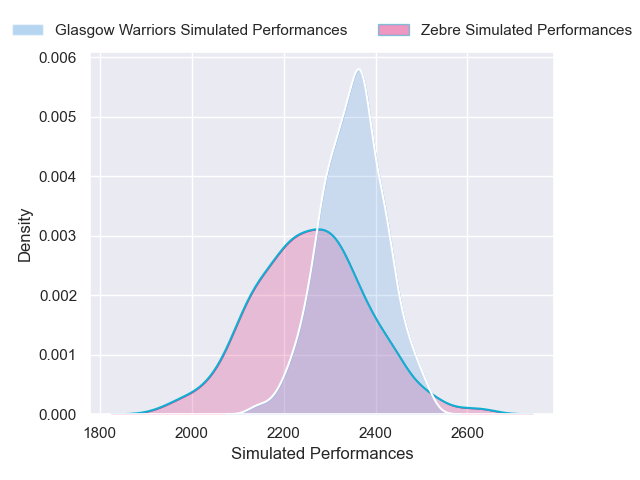 Glasgow Warriors Simulated Performances Zebre Simulated Performances
0.006
0.005
0.004
0.003
0.002
0.001
0.000
Density
1800 2000 2200 2400 2600
Simulated Performances